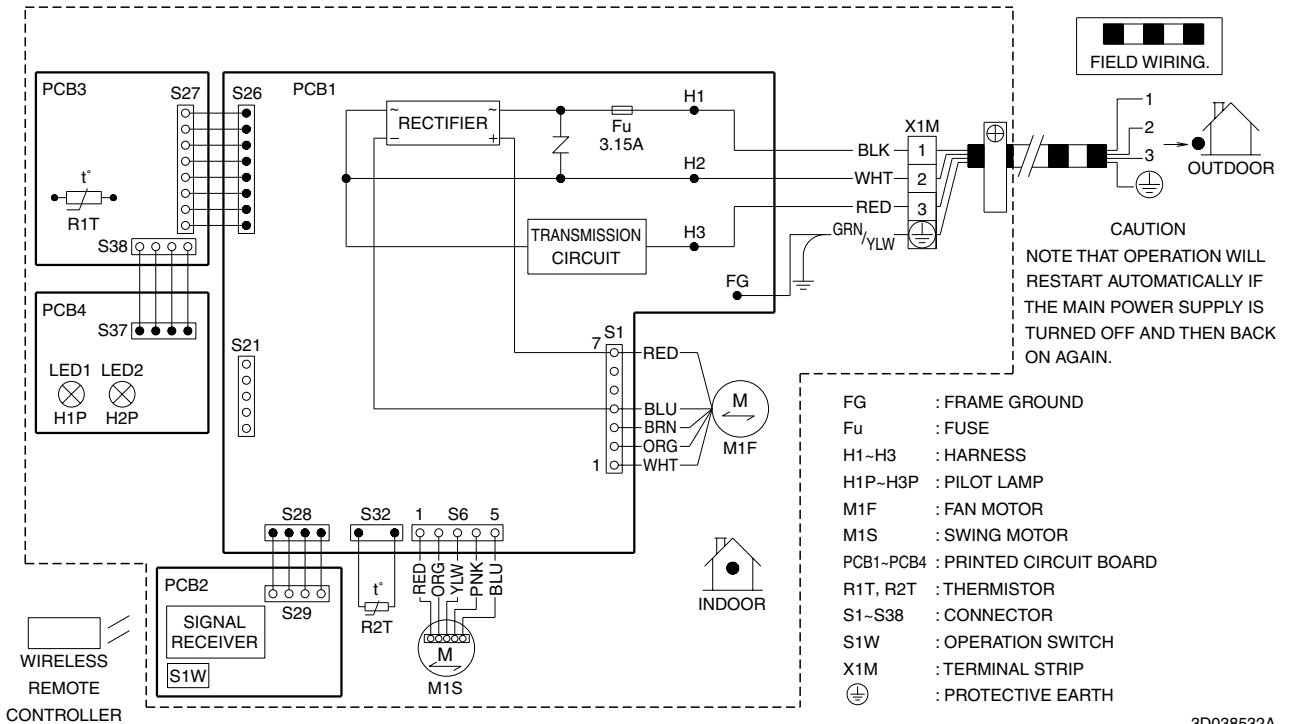 PCB3
S27
S26
t°
R1T
S38
PCB4
S37
LED1 LED2
H1P H2P
PCB1
~ RECTIFIER ~
− +
Fu
3.15A
H1
H2
H3
TRANSMISSION
CIRCUIT
FG
S21
7 S1
RED
BLU
BRN
ORG
1 WHT
M
M1F
X1M
BLK 1
WHT 2
RED 3
GRN/YLW
FIELD WIRING.
1
2
3
OUTDOOR
CAUTION
NOTE THAT OPERATION WILL
RESTART AUTOMATICALLY IF
THE MAIN POWER SUPPLY IS
TURNED OFF AND THEN BACK
ON AGAIN.
S28 S32 1 S6 5
RED ORG YLW PNK BLU
PCB2
S29
SIGNAL
RECEIVER
S1W
t°
R2T
M
M1S
INDOOR
WIRELESS
REMOTE
CONTROLLER
FG : FRAME GROUND
Fu : FUSE
H1~H3 : HARNESS
H1P~H3P : PILOT LAMP
M1F : FAN MOTOR
M1S : SWING MOTOR
PCB1~PCB4 : PRINTED CIRCUIT BOARD
R1T, R2T : THERMISTOR
S1~S38 : CONNECTOR
S1W : OPERATION SWITCH
X1M : TERMINAL STRIP
: PROTECTIVE EARTH
3D038532A